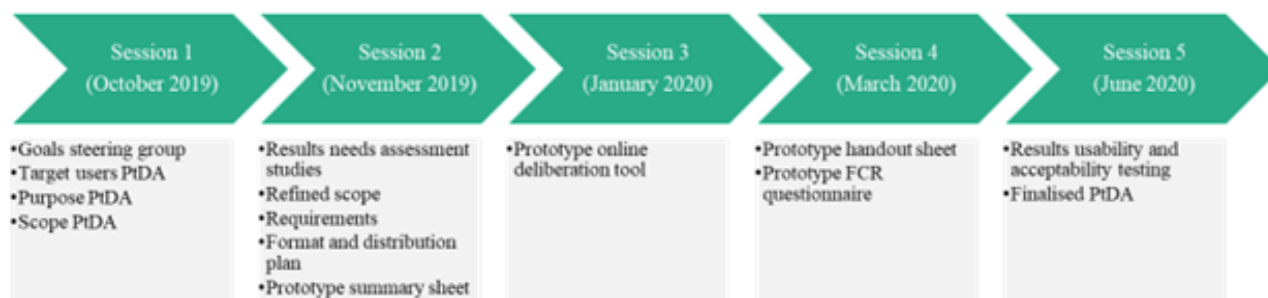 Session 1
(October 2019)
Session 2
(November 2019)
Session 3
(January 2020)
Session 4
(March 2020)
Session 5
(June 2020)
•Goals steering group
•Target users PtDA
•Purpose PtDA
•Scope PtDA
•Results needs assessment
studies
•Refined scope
•Requirements
•Format and distribution
plan
•Prototype summary sheet
•Prototype online
deliberation tool
•Prototype handout sheet
•Prototype FCR
questionnaire
•Results usability and
acceptability testing
•Finalised PtDA